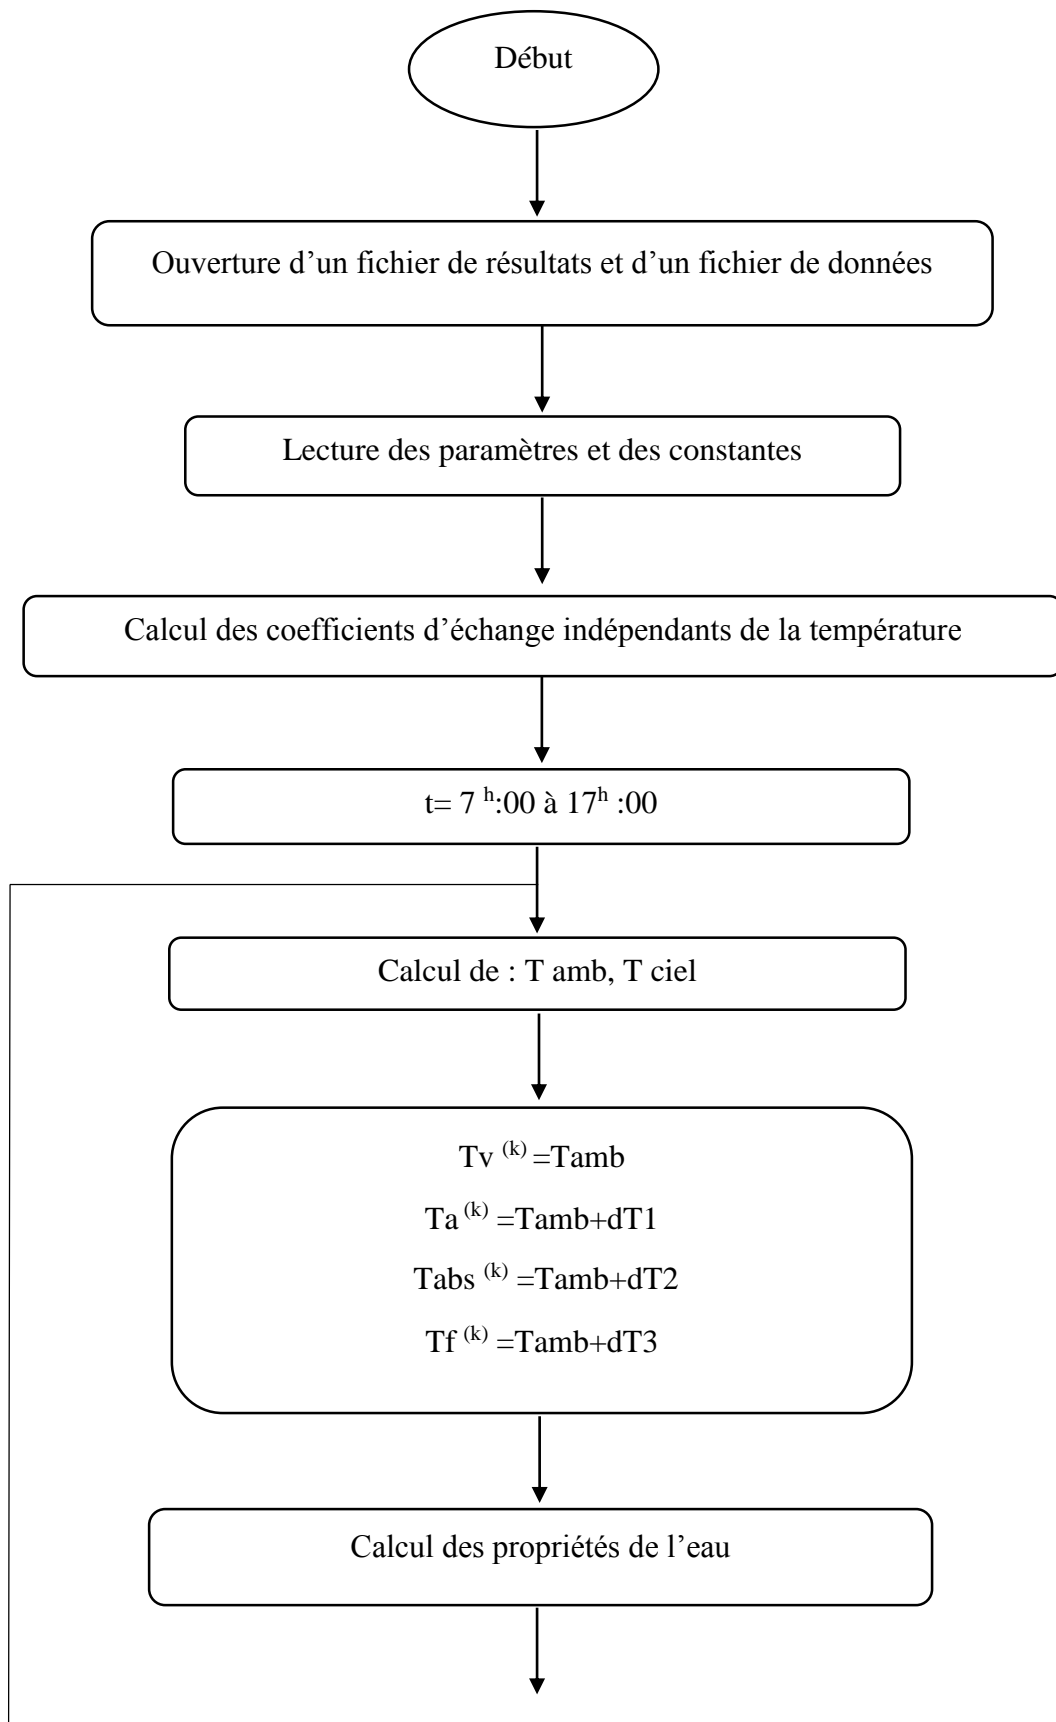 Début
Ouverture d’un fichier de résultats et d’un fichier de données
Lecture des paramètres et des constantes
Calcul des coefficients d’échange indépendants de la température
t= 7 ʰ:00 à 17ʰ :00
Calcul de : T amb, T ciel
Tv ⁽ᵏ⁾ =Tamb
Ta ⁽ᵏ⁾ =Tamb+dT1
Tabs ⁽ᵏ⁾ =Tamb+dT2
Tf ⁽ᵏ⁾ =Tamb+dT3
Calcul des propriétés de l’eau